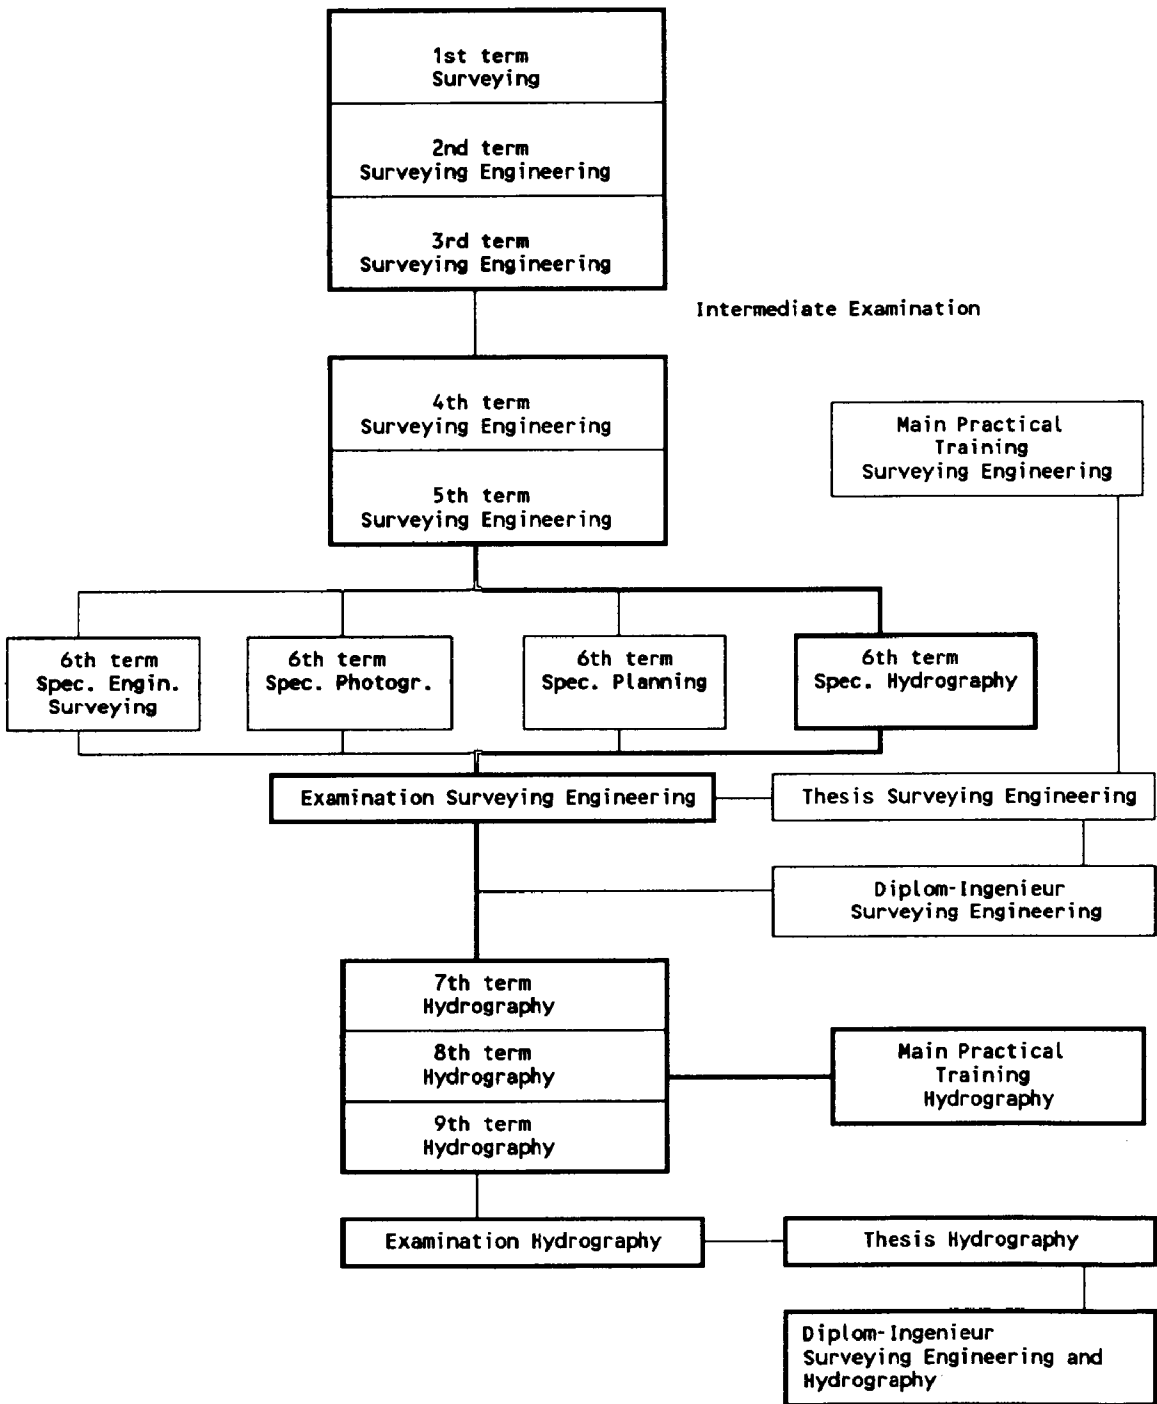 1st term
Surveying
2nd term
Surveying Engineering
3rd term
Surveying Engineering
Intermediate Examination
4th term
Surveying Engineering
5th term
Surveying Engineering
Main Practical
Training
Surveying Engineering
6th term
Spec. Engin.
Surveying
6th term
Spec. Photogr.
6th term
Spec. Planning
6th term
Spec. Hydrography
Examination Surveying Engineering
Thesis Surveying Engineering
Diplom-Ingenieur
Surveying Engineering
7th term
Hydrography
8th term
Hydrography
9th term
Hydrography
Main Practical
Training
Hydrography
Examination Hydrography
Thesis Hydrography
Diplom-Ingenieur
Surveying Engineering and
Hydrography